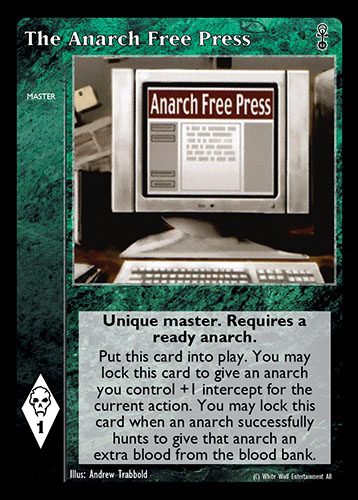 The Anarch Free Press
MASTER
Anarch Free Press
Unique master. Requires a
ready anarch.
Put this card into play. You may
lock this card to give an anarch
you control +1 intercept for the
current action. You may lock this
card when an anarch successfully
hunts to give that anarch an
extra blood from the blood bank.
1
Illus: Andrew Trabbold
(C) White Wolf Entertainment AB